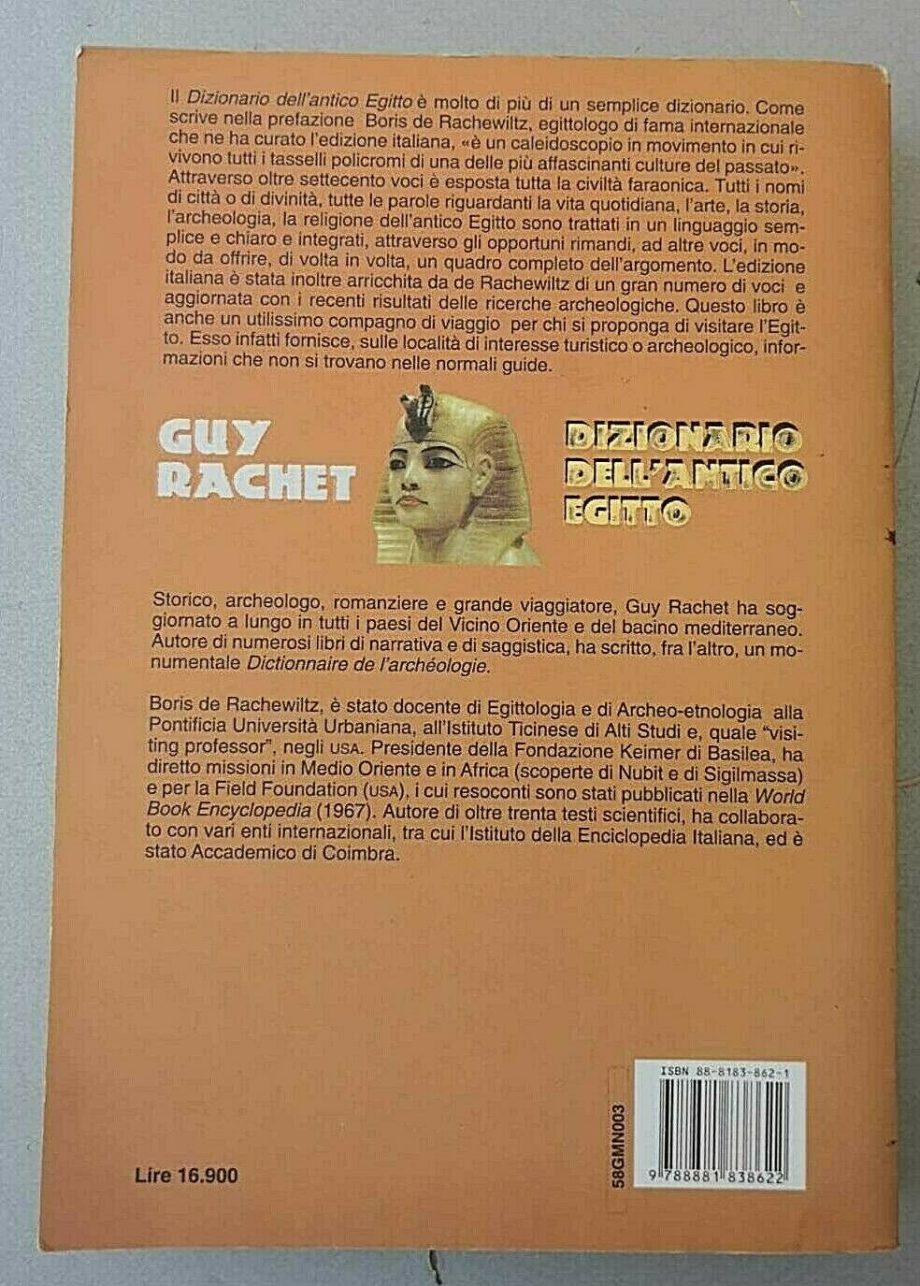 Il Dizionario dell'antico Egitto è molto di più di un semplice dizionario. Come
scrive nella prefazione Boris de Rachewiltz, egittologo di fama internazionale
che ne ha curato l'edizione italiana, «è un caleidoscopio in movimento in cui ri-
vivono tutti i tasselli policromi di una delle più affascinanti culture del passato».
Attraverso oltre settecento voci è esposta tutta la civiltà faraonica. Tutti i nomi
di città o di divinità, tutte le parole riguardanti la vita quotidiana, l'arte, la storia,
l'archeologia, la religione dell'antico Egitto sono trattati in un linguaggio sem-
plice e chiaro e integrati, attraverso gli opportuni rimandi, ad altre voci, in mo-
do da offrire, di volta in volta, un quadro completo dell'argomento. L'edizione
italiana è stata inoltre arricchita da de Rachewiltz di un gran numero di voci e
aggiornata con i recenti risultati delle ricerche archeologiche. Questo libro è
anche un utilissimo compagno di viaggio per chi si proponga di visitare l'Egit-
to. Esso infatti fornisce, sulle località di interesse turistico o archeologico, infor-
mazioni che non si trovano nelle normali guide.
GUY
RACHET
DIZIONARIO
DELL'ANTICO
EGITTO
Storico, archeologo, romanziere e grande viaggiatore, Guy Rachet ha sog-
giornato a lungo in tutti i paesi del Vicino Oriente e del bacino mediterraneo.
Autore di numerosi libri di narrativa e di saggistica, ha scritto, fra l'altro, un mo-
numentale Dictionnaire de l'archéologie.
Boris de Rachewiltz, è stato docente di Egittologia e di Archeo-etnologia alla
Pontificia Università Urbaniana, all'Istituto Ticinese di Alti Studi e, quale "visi-
ting professor", negli USA. Presidente della Fondazione Keimer di Basilea, ha
diretto missioni in Medio Oriente e in Africa (scoperte di Nubit e di Sigilmassa)
e per la Field Foundation (USA), i cui resoconti sono stati pubblicati nella World
Book Encyclopedia (1967). Autore di oltre trenta testi scientifici, ha collabora-
to con vari enti internazionali, tra cui l'Istituto della Enciclopedia Italiana, ed è
stato Accademico di Coimbra.
Lire 16.900
58GMN003
ISBN 88-8183-862-1
9 788881 838622